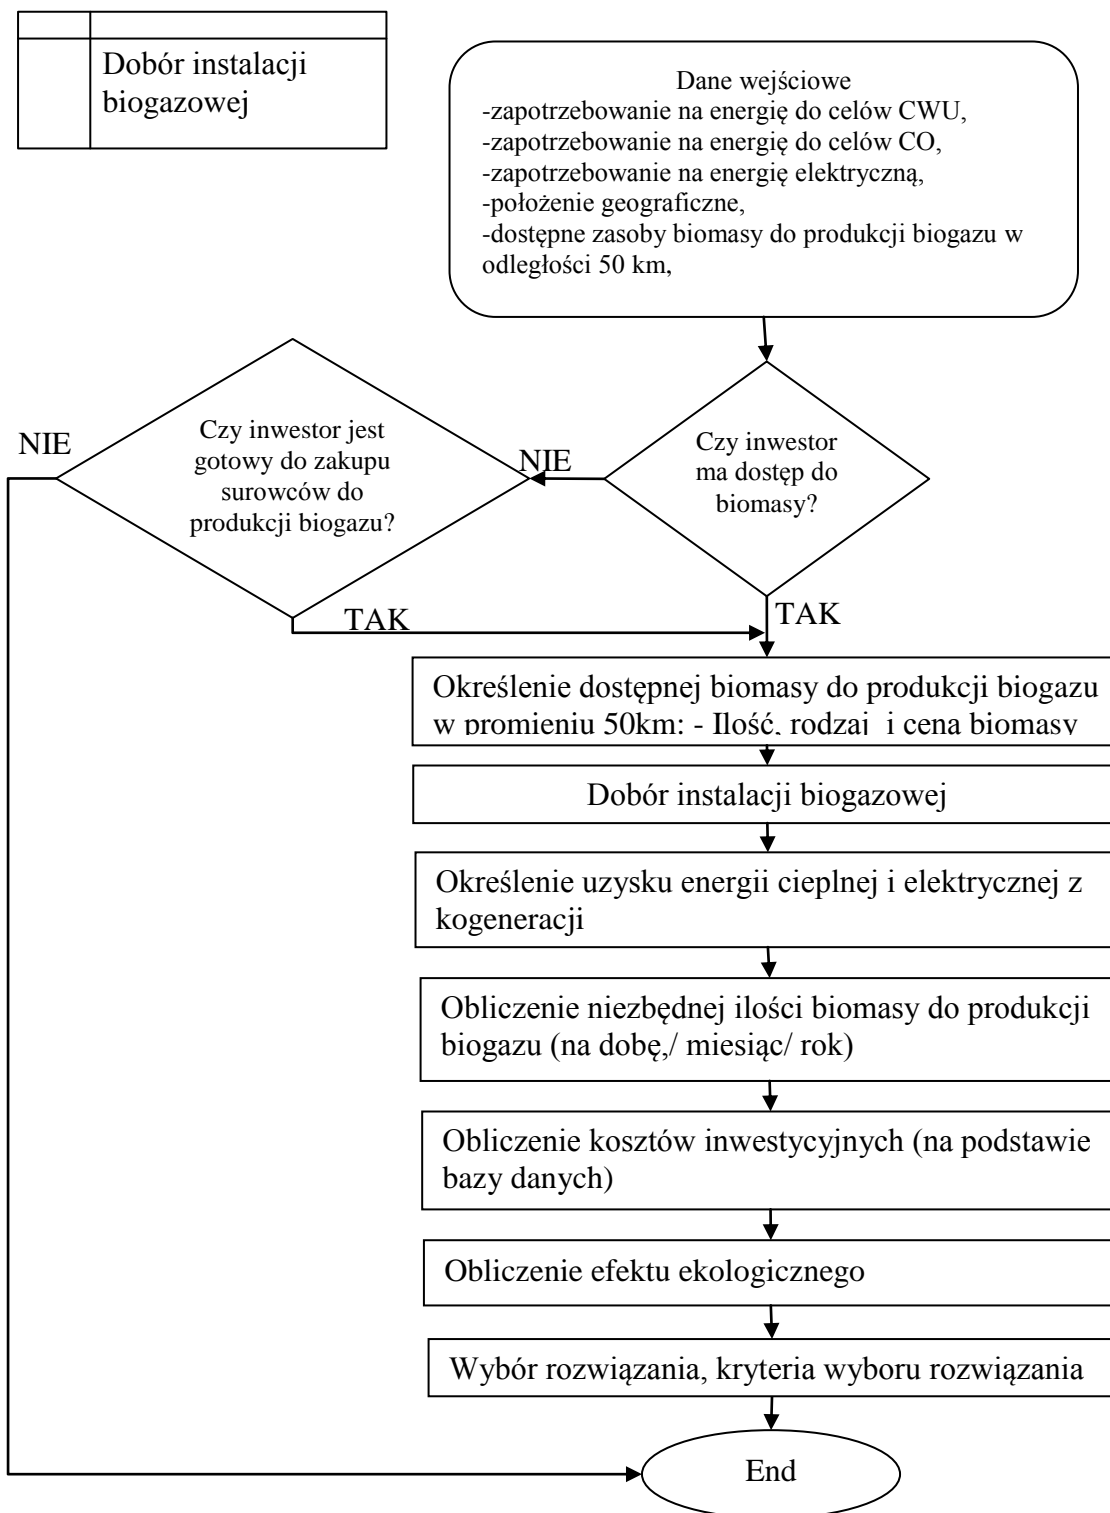 Dobór instalacji
biogazowej
Dane wejściowe
-zapotrzebowanie na energię do celów CWU,
-zapotrzebowanie na energię do celów CO,
-zapotrzebowanie na energię elektryczną,
-położenie geograficzne,
-dostępne zasoby biomasy do produkcji biogazu w
odległości 50 km,
NIE
Czy inwestor jest
gotowy do zakupu
surowców do
produkcji biogazu?
NIE
Czy inwestor
ma dostęp do
biomasy?
TAK
TAK
Określenie dostępnej biomasy do produkcji biogazu
w promieniu 50km: - Ilość, rodzaj i cena biomasy
Dobór instalacji biogazowej
Określenie uzysku energii cieplnej i elektrycznej z
kogeneracji
Obliczenie niezbędnej ilości biomasy do produkcji
biogazu (na dobę,/ miesiąc/ rok)
Obliczenie kosztów inwestycyjnych (na podstawie
bazy danych)
Obliczenie efektu ekologicznego
Wybór rozwiązania, kryteria wyboru rozwiązania
End